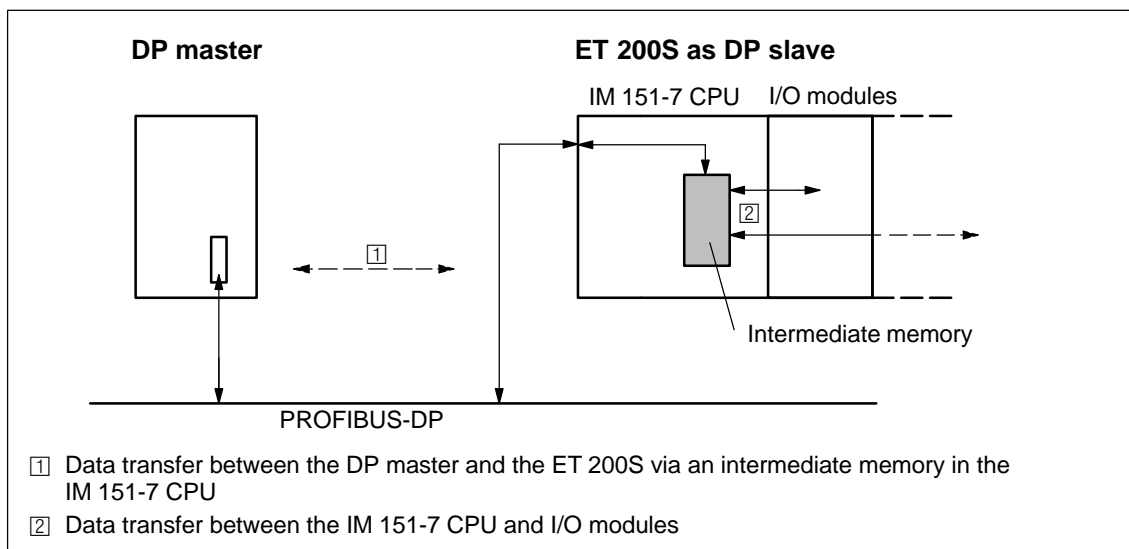 DP master
ET 200S as DP slave
IM 151-7 CPU
I/O modules
1
2
Intermediate memory
PROFIBUS-DP
1 Data transfer between the DP master and the ET 200S via an intermediate memory in the
IM 151-7 CPU
2 Data transfer between the IM 151-7 CPU and I/O modules